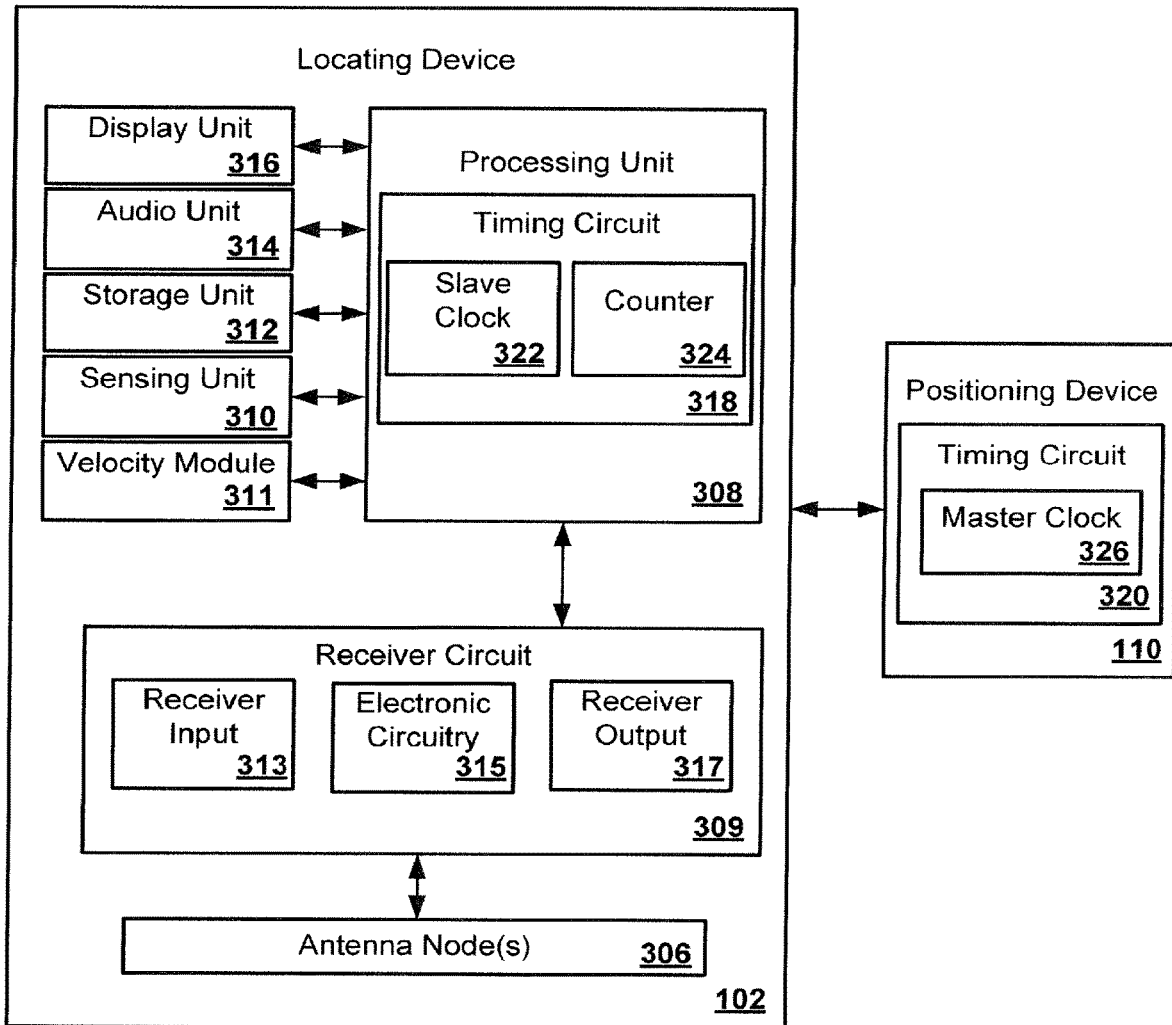 Locating Device
Display Unit
316
Audio Unit
314
Storage Unit
312
Sensing Unit
310
Velocity Module
311
Processing Unit
Timing Circuit
Slave
Clock
322
Counter
324
318
308
Receiver Circuit
Receiver
Input
313
Electronic
Circuitry
315
Receiver
Output
317
309
Antenna Node(s)
306
102
Positioning Device
Timing Circuit
Master Clock
326
320
110